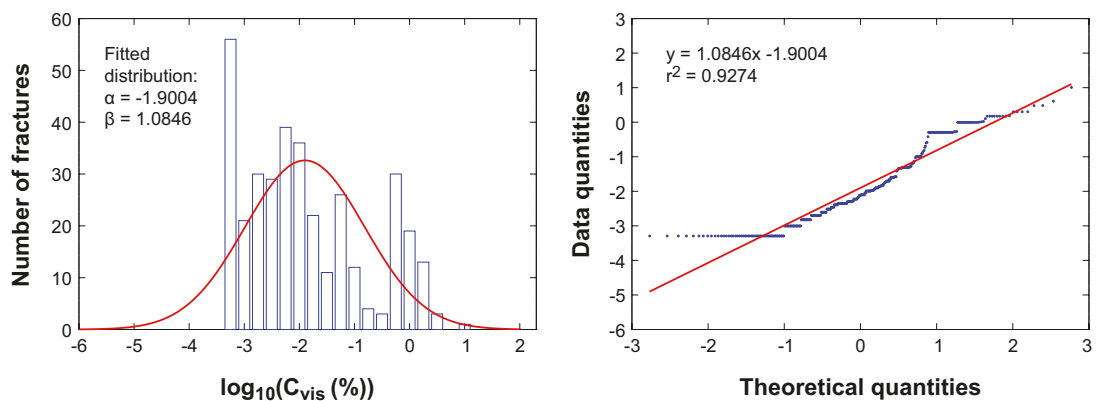 60
50
40
30
20
10
0
Number of fractures
Fitted
distribution:
α = -1.9004
β = 1.0846
-6 -5 -4 -3 -2 -1 0 1 2
log10(Cvis (%))
3
2
1
0
-1
-2
-3
-4
-5
-6
Data quantities
y = 1.0846x -1.9004
r2 = 0.9274
-3 -2 -1 0 1 2 3
Theoretical quantities